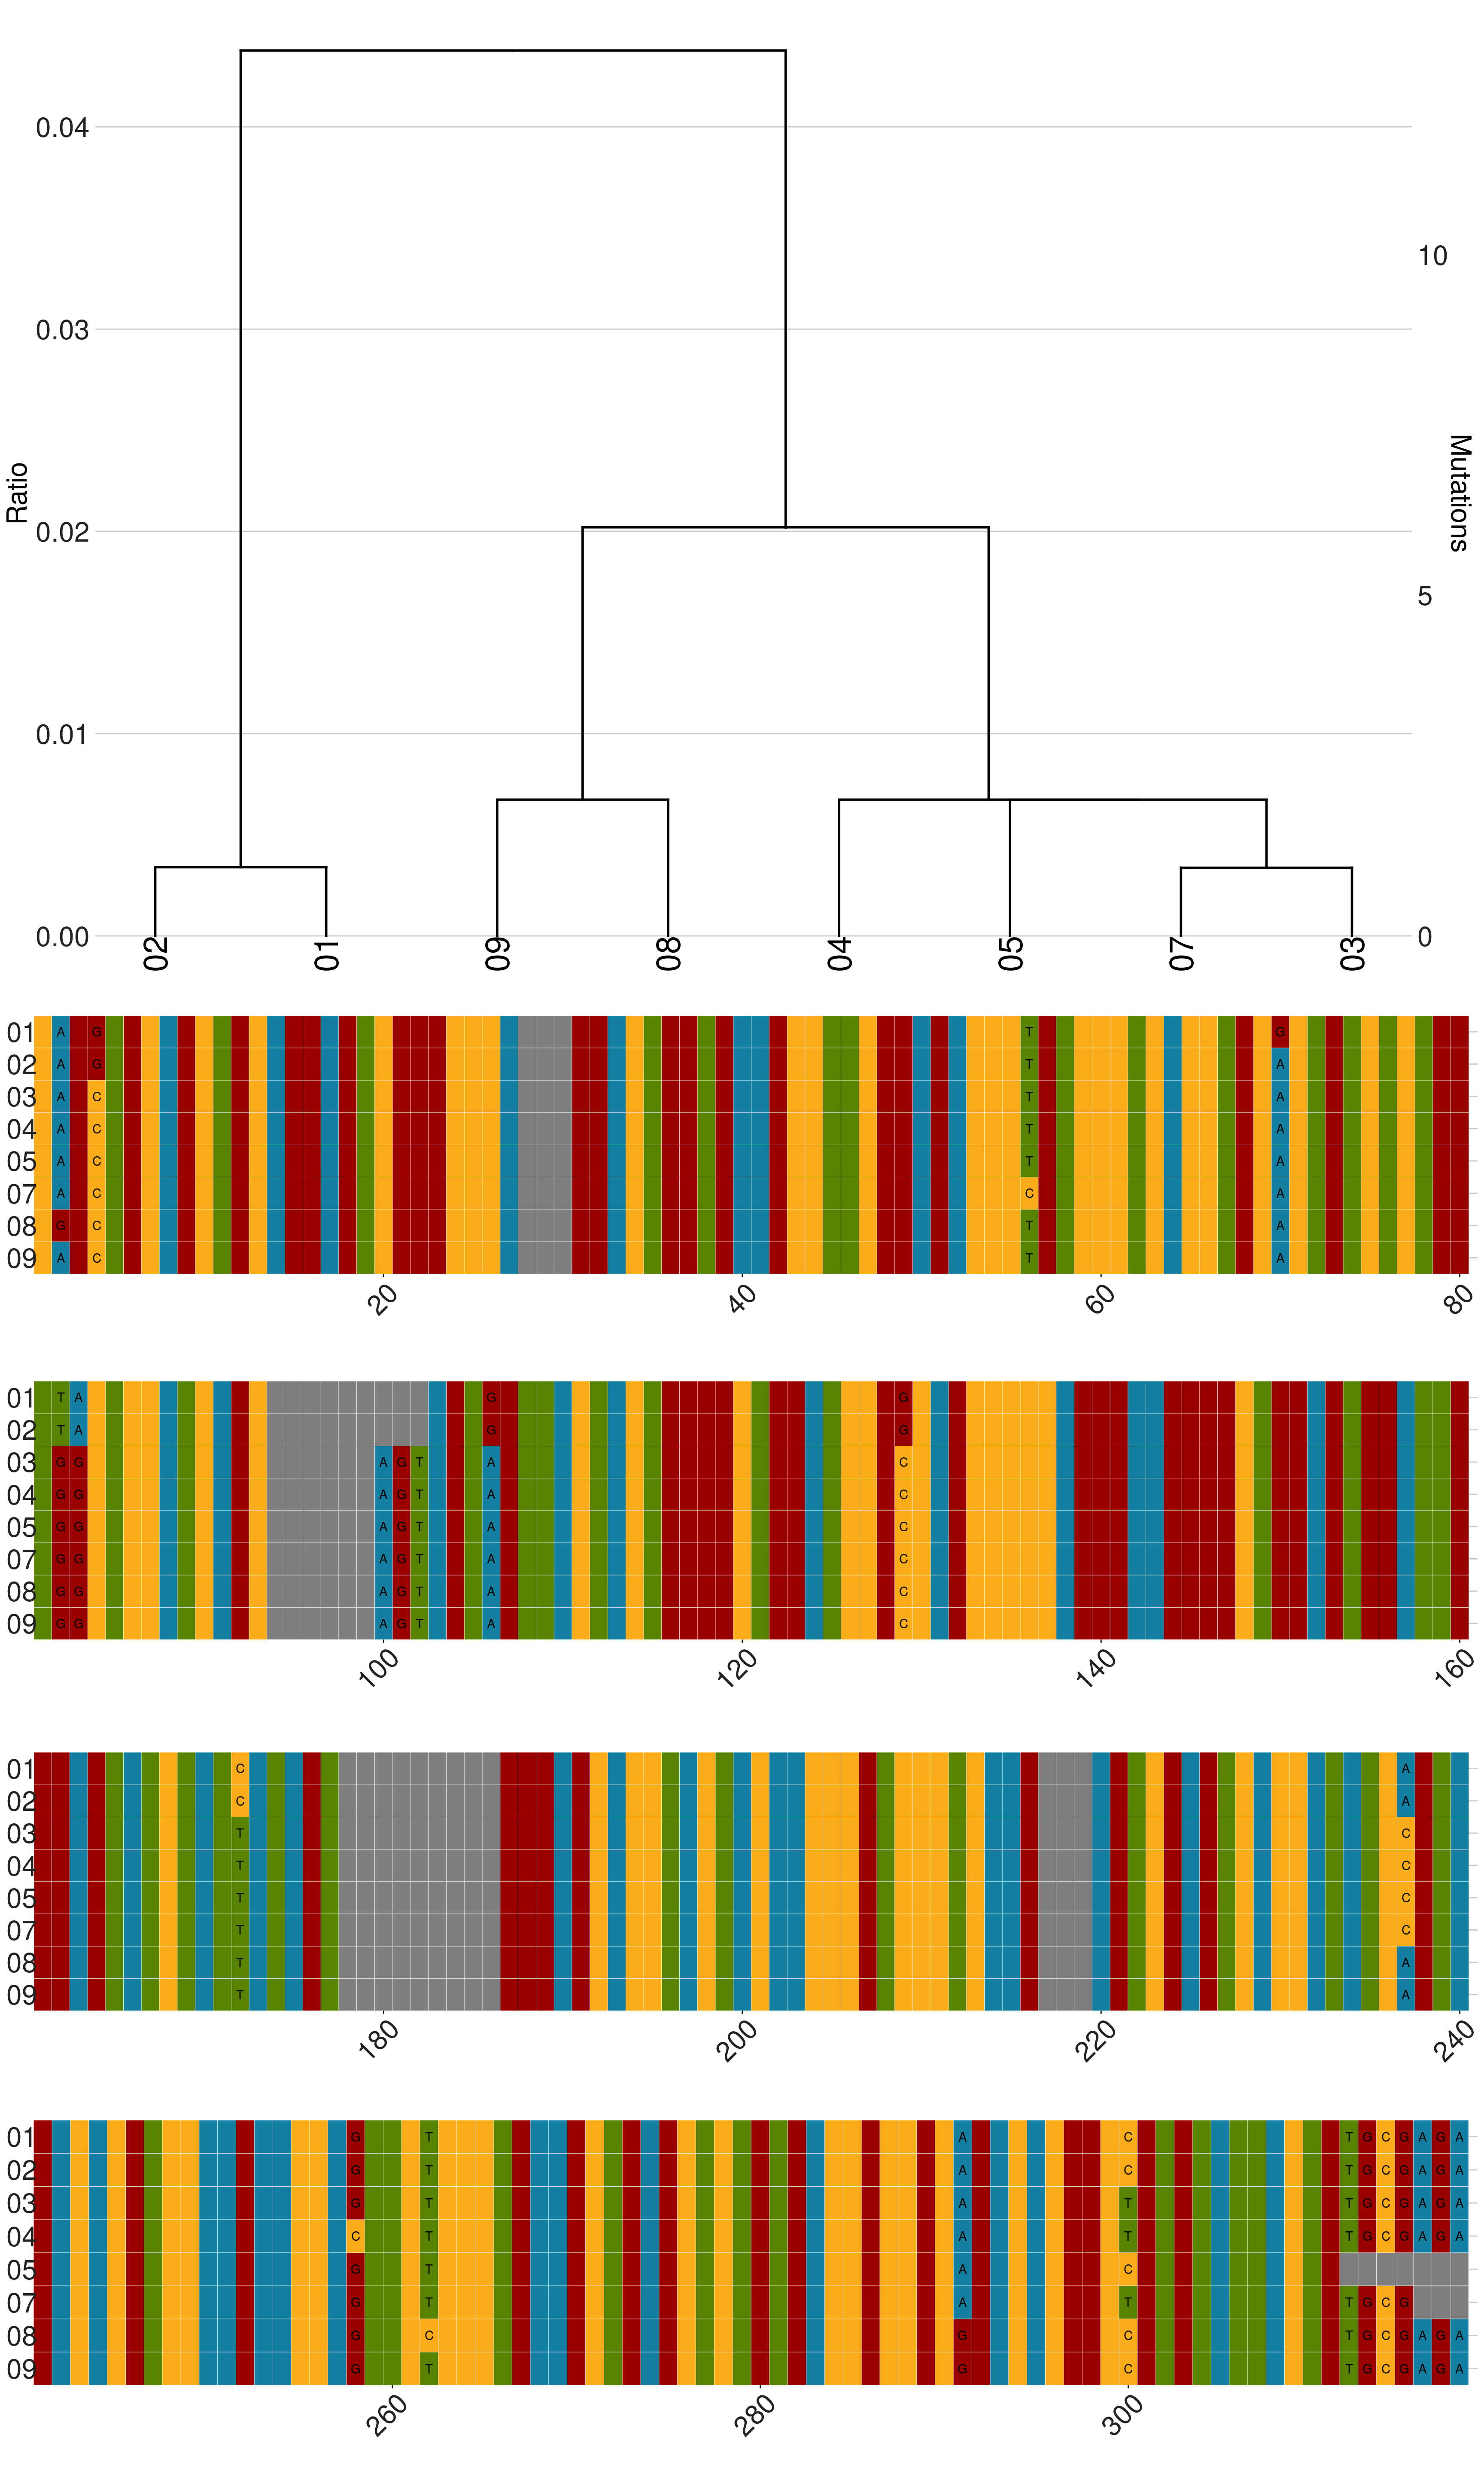 0.04
10
0.03
Ratio
Mutations
0.02
5
0.01
0.00 0
02 01 09 08 04 05 07 03
01 A G T G
02 A G T A
03 A C T A
04 A C T A
05 A C T A
07 A C C A
08 G C T A
09 A C T A
20 40 60 80
01 T A G G
02 T A G G
03 G G A G T A C
04 G G A G T A C
05 G G A G T A C
07 G G A G T A C
08 G G A G T A C
09 G G A G T A C
100 120 140 160
01 C A
02 C A
03 T C
04 T C
05 T C
07 T C
08 T A
09 T A
180 200 220 240
01 G T A C T G C G A G A
02 G T A C T G C G A G A
03 G T A T T G C G A G A
04 C T A T T G C G A G A
05 G T A C
07 G T A T T G C G
08 G C G C T G C G A G A
09 G T G C T G C G A G A
260 280 300